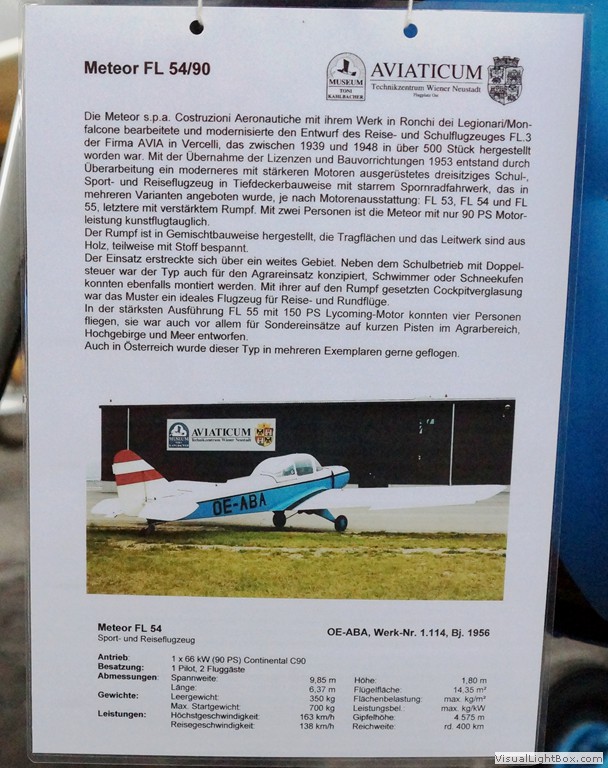 Meteor FL 54/90
MUSEUM
TONI
KAHLBACHER
AVIATICUM
Technikzentrum Wiener Neustadt
Flugplatz Ost
Die Meteor s.p.a. Costruzioni Aeronautiche mit ihrem Werk in Ronchi dei Legionari/Mon-
falcone bearbeitete und modernisierte den Entwurf des Reise- und Schulflugzeuges FL.3
der Firma AVIA in Vercelli, das zwischen 1939 und 1948 in über 500 Stück hergestellt
worden war. Mit der Übernahme der Lizenzen und Bauvorrichtungen 1953 entstand durch
Überarbeitung ein moderneres mit stärkeren Motoren ausgerüstetes dreisitziges Schul-,
Sport- und Reiseflugzeug in Tiefdeckerbauweise mit starrem Spornradfahrwerk, das in
mehreren Varianten angeboten wurde, je nach Motorenausstattung: FL 53, FL 54 und FL
55, letztere mit verstärktem Rumpf. Mit zwei Personen ist die Meteor mit nur 90 PS Motor-
leistung kunstflugtauglich.
Der Rumpf ist in Gemischtbauweise hergestellt, die Tragflächen und das Leitwerk sind aus
Holz, teilweise mit Stoff bespannt.
Der Einsatz erstreckte sich über ein weites Gebiet. Neben dem Schulbetrieb mit Doppel-
steuer war der Typ auch für den Agrareinsatz konzipiert, Schwimmer oder Schneekufen
konnten ebenfalls montiert werden. Mit ihrer auf den Rumpf gesetzten Cockpitverglasung
war das Muster ein ideales Flugzeug für Reise- und Rundflüge.
In der stärksten Ausführung FL 55 mit 150 PS Lycoming-Motor konnten vier Personen
fliegen, sie war auch vor allem für Sondereinsätze auf kurzen Pisten im Agrarbereich,
Hochgebirge und Meer entworfen.
Auch in Österreich wurde dieser Typ in mehreren Exemplaren gerne geflogen.
MUSEUM
AVIATICUM
Technikzentrum Wiener Neustadt
OE-ABA
Meteor FL 54
Sport- und Reiseflugzeug
OE-ABA, Werk-Nr. 1.114, Bj. 1956
Antrieb: 1 x 66 kW (90 PS) Continental C90
Besatzung: 1 Pilot, 2 Fluggäste
Abmessungen: Spannweite: 9,85 m Höhe: 1,80 m
Länge: 6,37 m Flügelfläche: 14,35 m²
Gewichte: Leergewicht: 350 kg Flächenbelastung: max. kg/m²
Max. Startgewicht: 700 kg Leistungsbel.: max. kg/kW
Leistungen: Höchstgeschwindigkeit: 163 km/h Gipfelhöhe: 4.575 m
Reisegeschwindigkeit: 138 km/h Reichweite: rd. 400 km
VisualLightBox.com